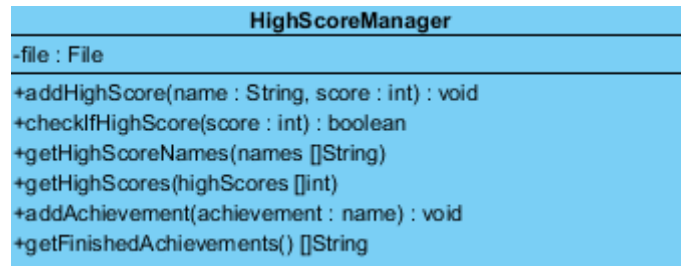 HighScoreManager
-file : File
+addHighScore(name : String, score : int) : void
+checkIfHighScore(score : int) : boolean
+getHighScoreNames(names []String)
+getHighScores(highScores []int)
+addAchievement(achievement : name) : void
+getFinishedAchievements() []String